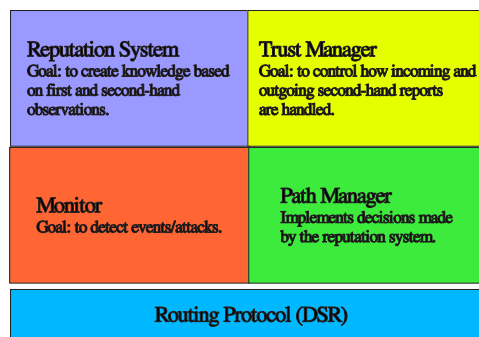 Reputation System
Goal: to create knowledge based
on first and second-hand
observations.
Trust Manager
Goal: to control how incoming and
outgoing second-hand reports
are handled.
Monitor
Goal: to detect events/attacks.
Path Manager
Implements decisions made
by the reputation system.
Routing Protocol (DSR)